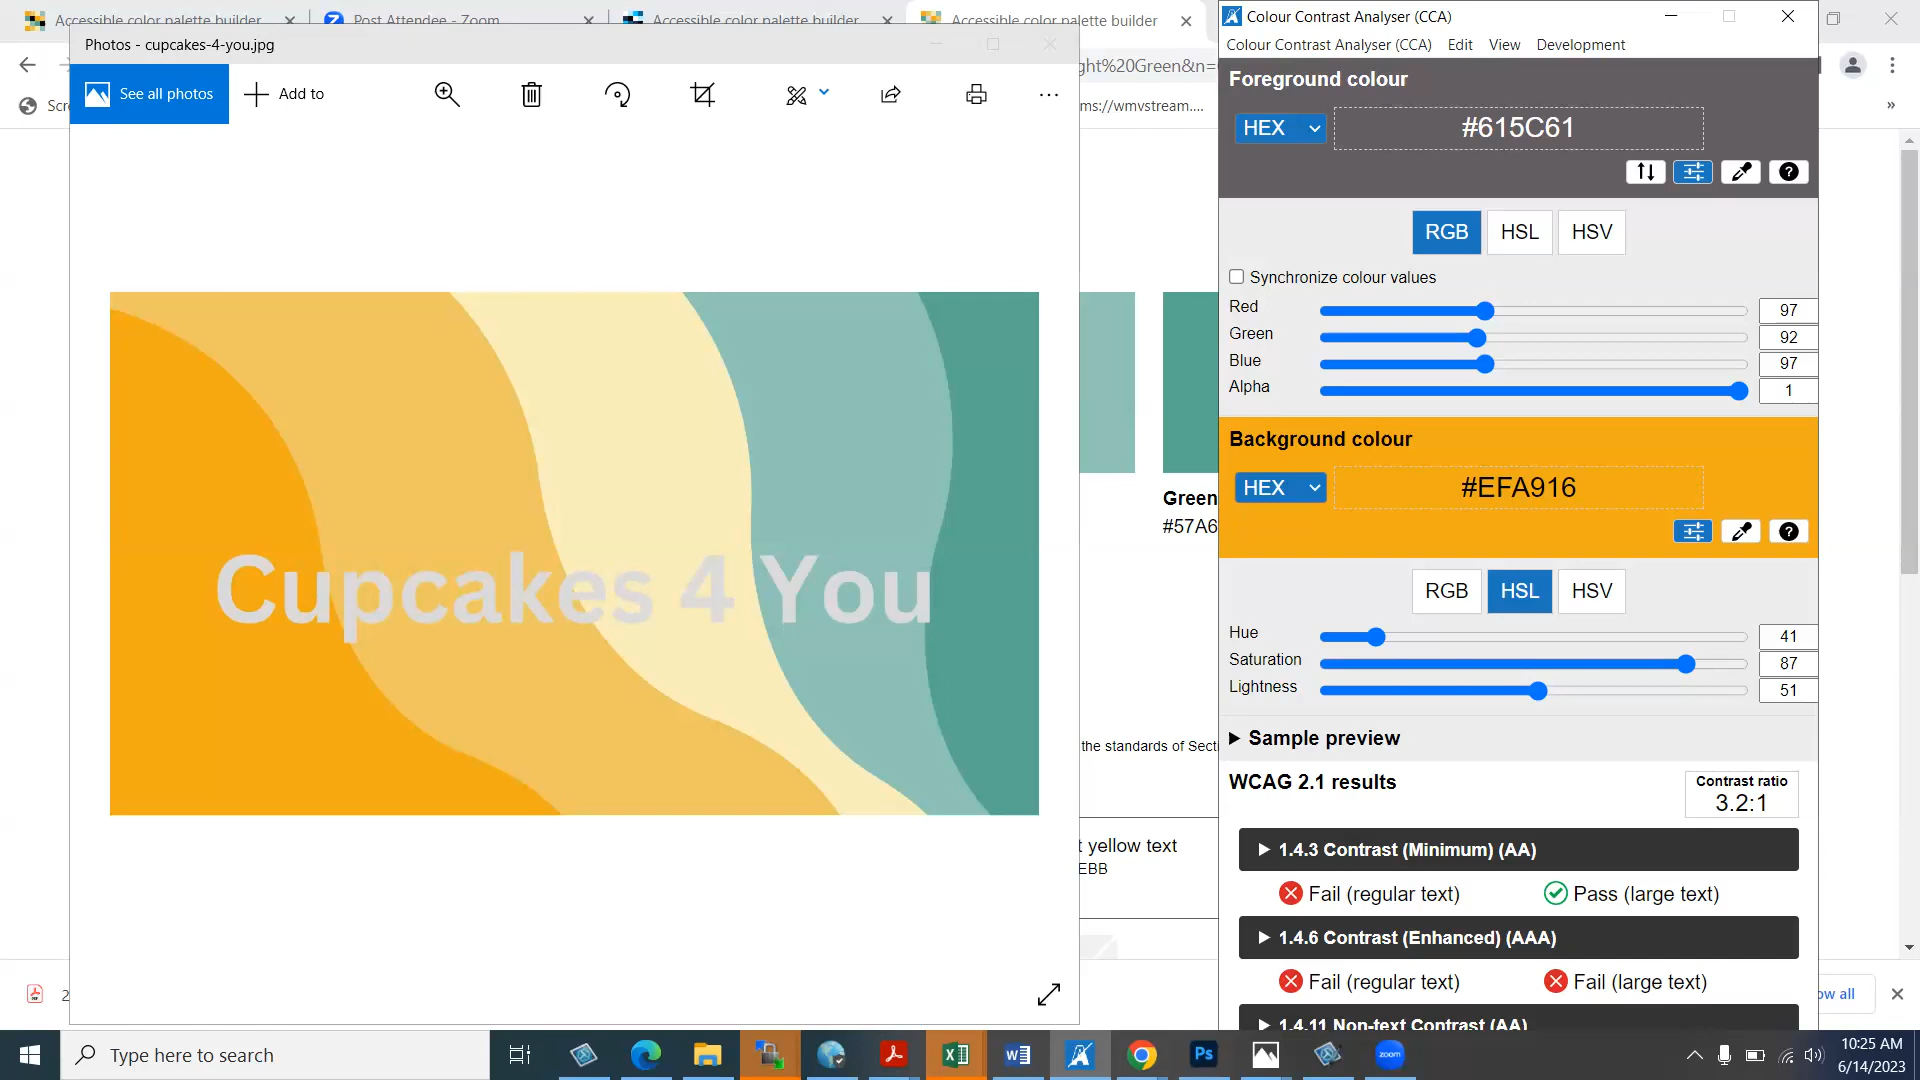 Accessible color palette builder
Post Attendee - Zoom
Accessible color palette builder
Accessible color palette builder
Photos - cupcakes-4-you.jpg
See all photos
Add to
ght%20Green&n=
Scr
ms://wmvstream....
Cupcakes 4 You
Green
#57A6
the standards of Secti
t yellow text
EBB
Colour Contrast Analyser (CCA)
Colour Contrast Analyser (CCA) Edit View Development
Foreground colour
HEX
#615C61
RGB HSL HSV
Synchronize colour values
Red 97
Green 92
Blue 97
Alpha 1
Background colour
HEX
#EFA916
RGB HSL HSV
Hue 41
Saturation 87
Lightness 51
Sample preview
WCAG 2.1 results
Contrast ratio
3.2:1
1.4.3 Contrast (Minimum) (AA)
Fail (regular text) Pass (large text)
1.4.6 Contrast (Enhanced) (AAA)
Fail (regular text) Fail (large text)
1.4.11 Non-text Contrast (AA)
2
ow all
Type here to search
Ps
zoom
10:25 AM
6/14/2023